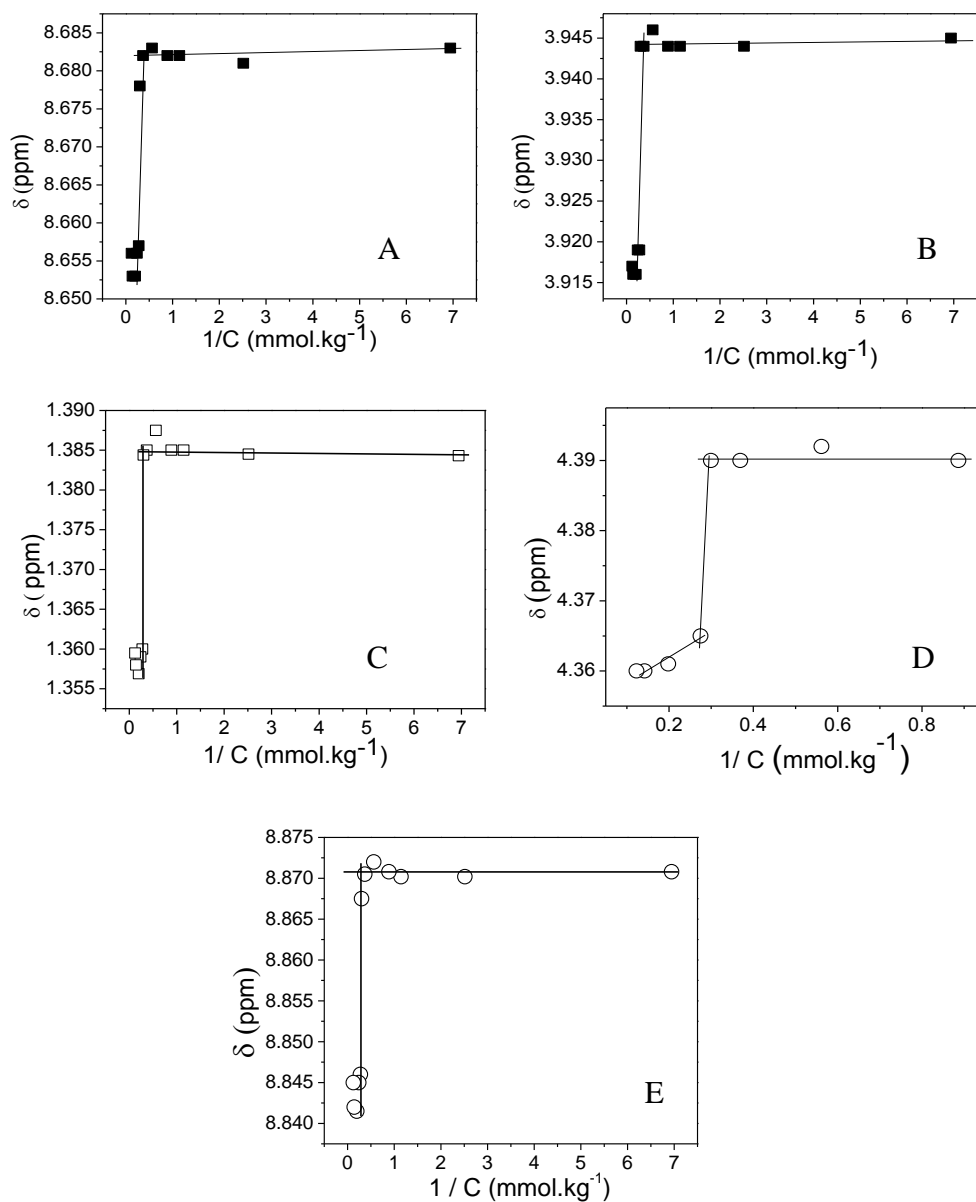 8.685
8.680
8.675
8.670
8.665
8.660
8.655
8.650
δ (ppm)
A
0 1 2 3 4 5 6 7
1/C (mmol.kg-1)
B
3.945
3.940
3.935
3.930
3.925
3.920
3.915
δ (ppm)
B
0 1 2 3 4 5 6 7
1/C (mmol.kg-1)
1.390
1.385
1.380
1.375
1.370
1.365
1.360
1.355
δ ( ppm)
C
0 1 2 3 4 5 6 7
1/ C (mmol.kg-1)
4.39
4.38
4.37
4.36
δ (ppm)
D
0.2 0.4 0.6 0.8
1/ C (mmol.kg-1)
8.875
8.870
8.865
8.860
8.855
8.850
8.845
8.840
δ (ppm)
E
0 1 2 3 4 5 6 7
1 / C (mmol.kg-1)